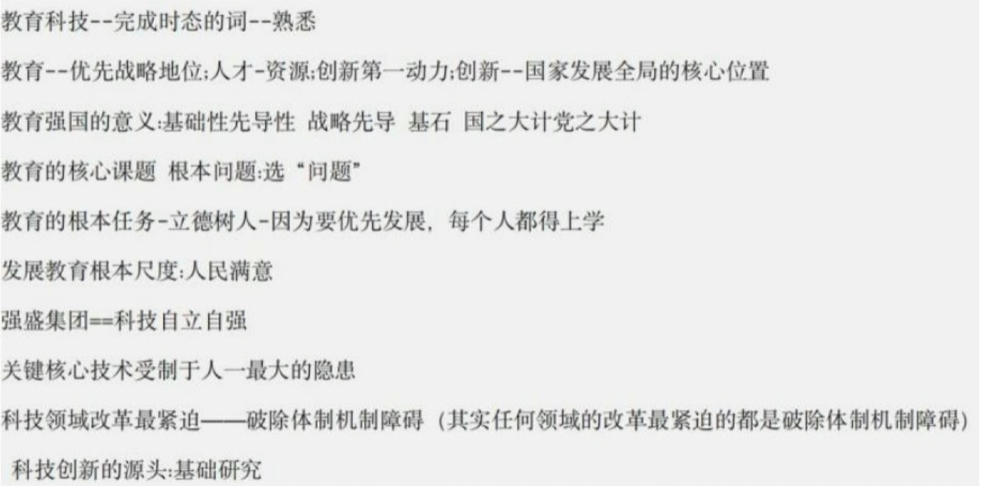 教育科技--完成时态的词--熟悉
教育--优先战略地位;人才-资源;创新第一动力;创新--国家发展全局的核心位置
教育强国的意义:基础性先导性 战略先导 基石 国之大计党之大计
教育的核心课题 根本问题:选“问题”
教育的根本任务-立德树人-因为要优先发展，每个人都得上学
发展教育根本尺度:人民满意
强盛集团==科技自立自强
关键核心技术受制于人一最大的隐患
科技领域改革最紧迫——破除体制机制障碍（其实任何领域的改革最紧迫的都是破除体制机制障碍）
科技创新的源头:基础研究